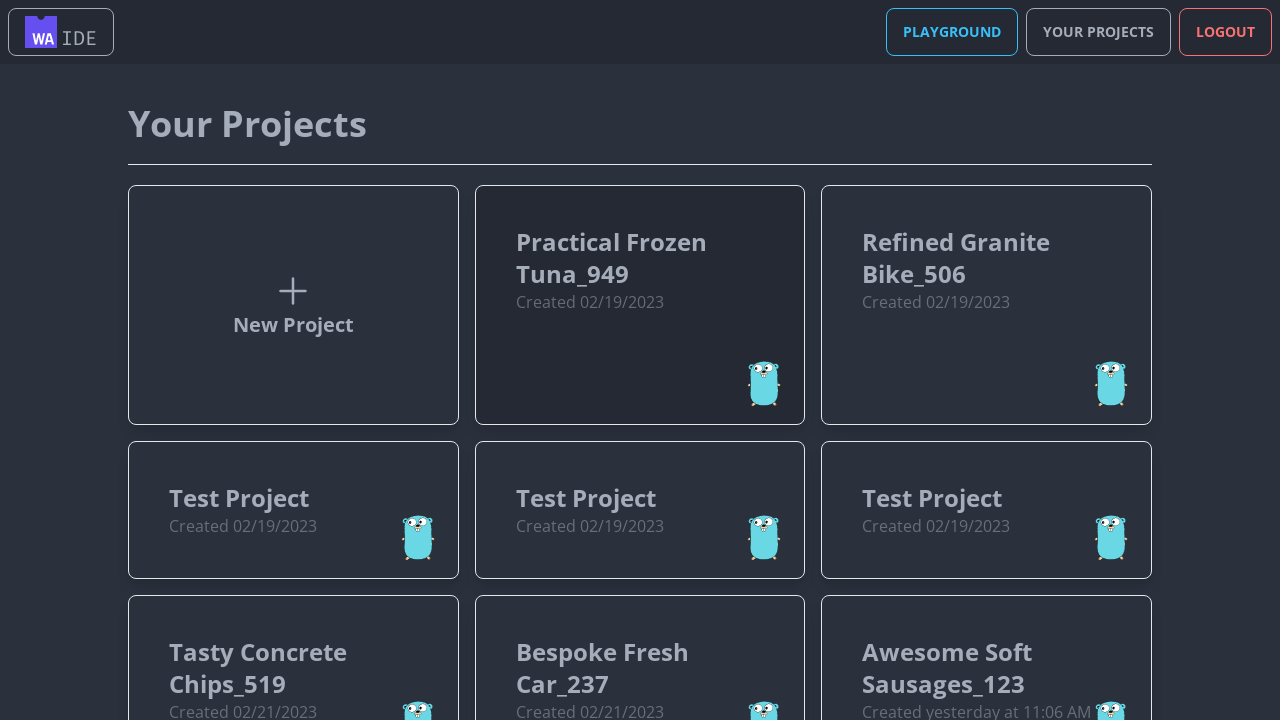 WA IDE
PLAYGROUND
YOUR PROJECTS
LOGOUT
Your Projects
New Project
Practical Frozen
Tuna_949
Created 02/19/2023
Refined Granite
Bike_506
Created 02/19/2023
Test Project
Created 02/19/2023
Test Project
Created 02/19/2023
Test Project
Created 02/19/2023
Tasty Concrete
Chips_519
Created 02/21/2023
Bespoke Fresh
Car_237
Created 02/21/2023
Awesome Soft
Sausages_123
Created yesterday at 11:06 AM